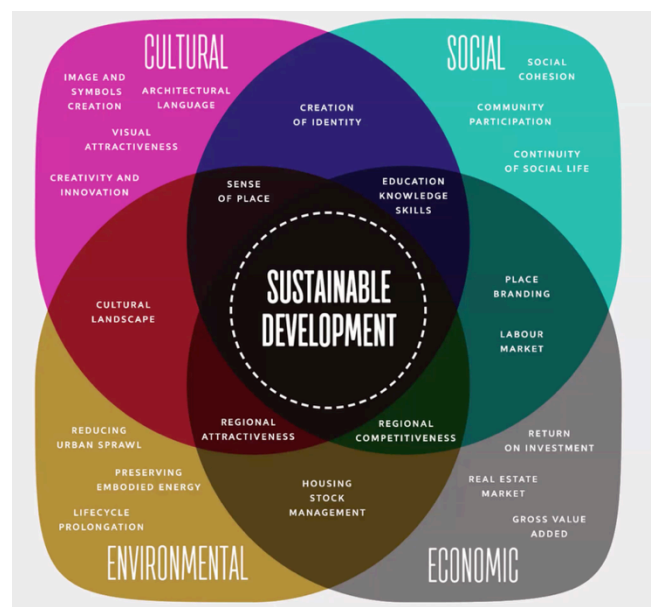 CULTURAL
IMAGE AND
SYMBOLS
CREATION
ARCHITECTURAL
LANGUAGE
VISUAL
ATTRACTIVENESS
CREATIVITY AND
INNOVATION
CREATION
OF IDENTITY
SOCIAL
SOCIAL
COHESION
COMMUNITY
PARTICIPATION
CONTINUITY
OF SOCIAL LIFE
SENSE
OF PLACE
EDUCATION
KNOWLEDGE
SKILLS
CULTURAL
LANDSCAPE
SUSTAINABLE
DEVELOPMENT
PLACE
BRANDING
LABOUR
MARKET
REGIONAL
ATTRACTIVENESS
REGIONAL
COMPETITIVENESS
REDUCING
URBAN SPRAWL
PRESERVING
EMBODIED ENERGY
LIFECYCLE
PROLONGATION
ENVIRONMENTAL
HOUSING
STOCK
MANAGEMENT
RETURN
ON INVESTMENT
REAL ESTATE
MARKET
GROSS VALUE
ADDED
ECONOMIC